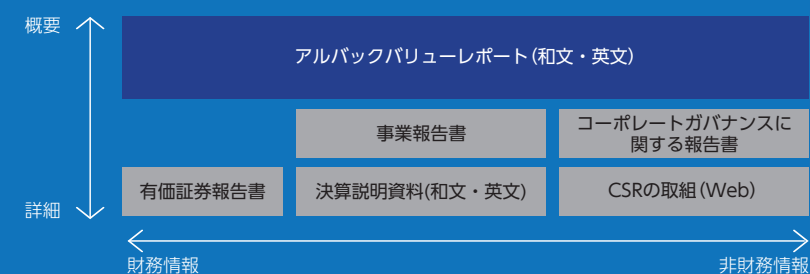 概要
アルバックバリューレポート(和文・英文)
事業報告書
コーポレートガバナンスに
関する報告書
有価証券報告書
決算説明資料(和文・英文)
CSRの取組(Web)
詳細
財務情報
非財務情報